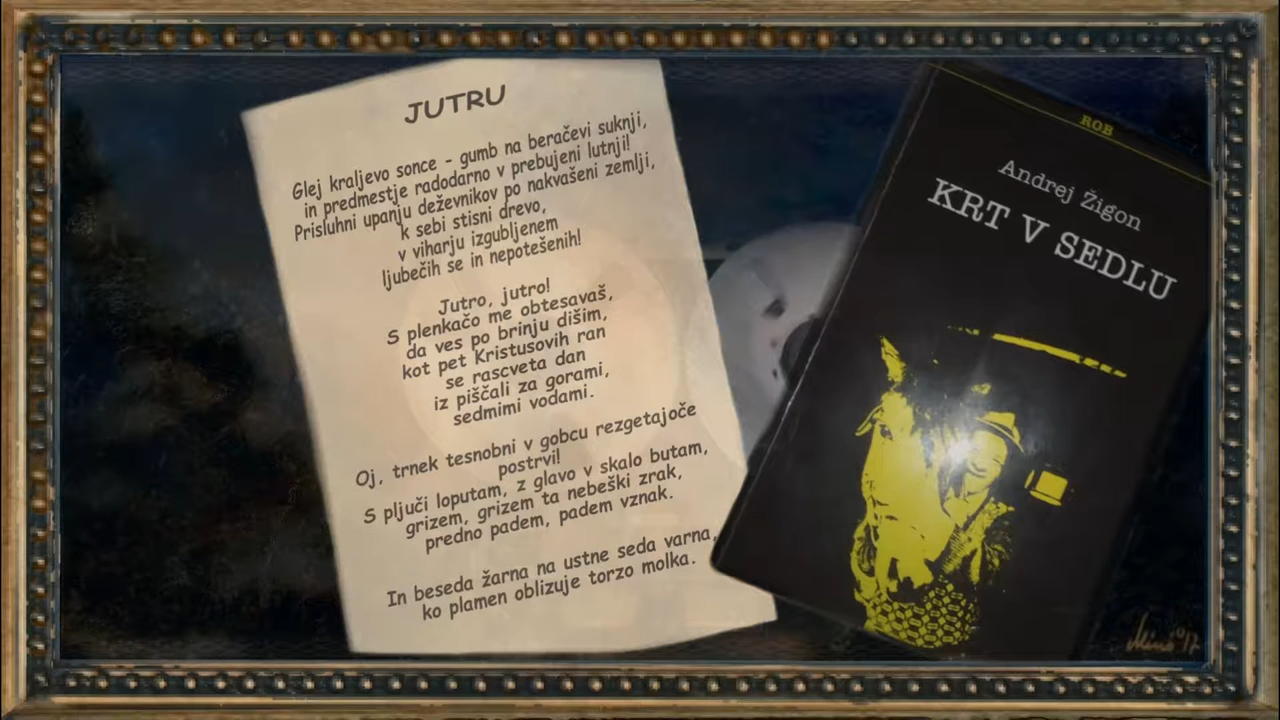 JUTRU
Glej kraljevo sonce - gumb na beračevi suknji,
in predmestje radodarno v prebujeni lutnji!
Prisluhni upanju deževnikov po nakvašeni zemlji,
k sebi stisni drevo,
v viharju izgubljenem
ljubečih se in nepotešenih!
Jutro, jutro!
S plenkačo me obtesavaš,
da ves po brinju dišim,
kot pet Kristusovih ran
se rascveta dan
iz piščali za gorami,
sedmimi vodami.
Oj, trnek tesnobni v gobcu rezgetajoče
postrvi!
S pljuči loputam, z glavo v skalo butam,
grizem, grizem ta nebeški zrak,
predno padem, padem vznak.
In beseda žarna na ustne seda varna,
ko plamen oblizuje torzo molka.
ROB
Andrej Žigon
KRT V SEDLU